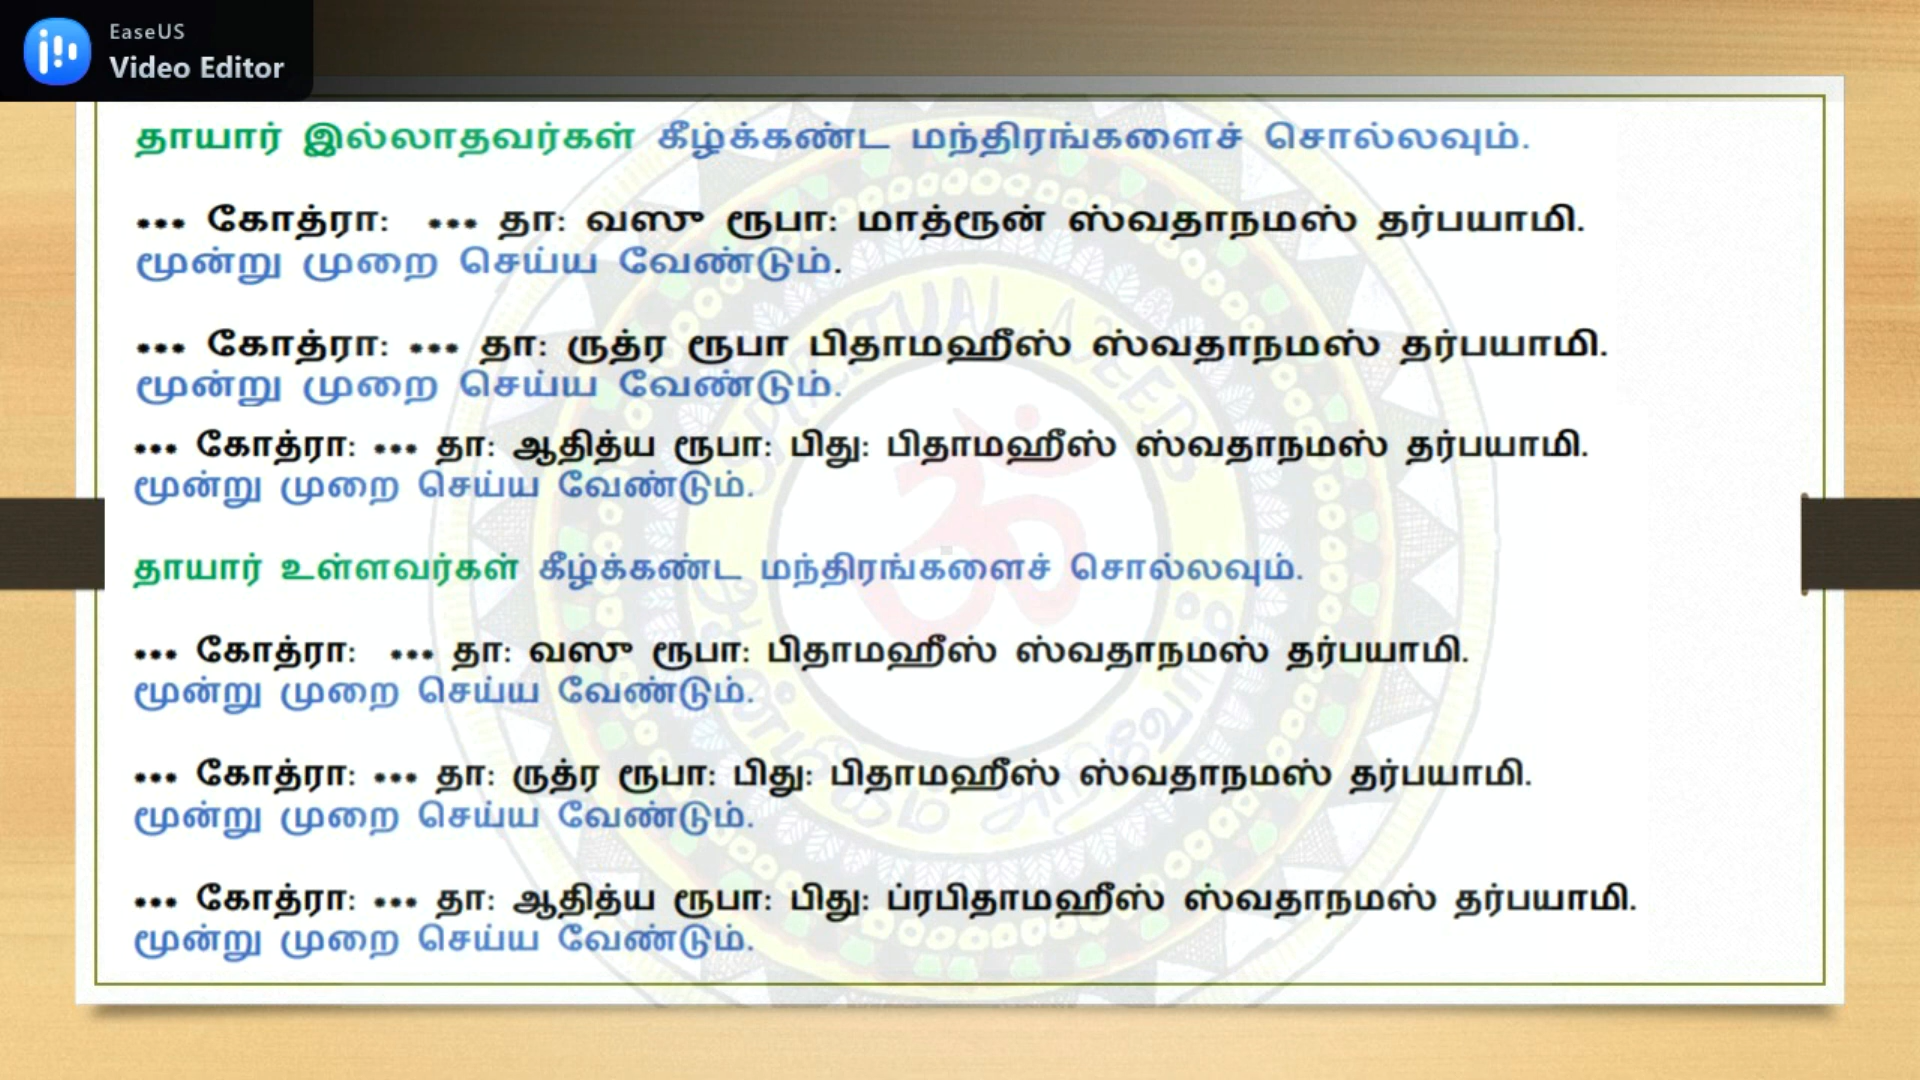 EaseUS
Video Editor
தாயார் இல்லாதவர்கள் கீழ்க்கண்ட மந்திரங்களைச் சொல்லவும்.
••• கோத்ரா: ••• தா: வஸு ரூபா: மாத்ரூன் ஸ்வதாநமஸ் தர்பயாமி.
மூன்று முறை செய்ய வேண்டும்.
••• கோத்ரா: ••• தா: ருத்ர ரூபா பிதாமஹீஸ் ஸ்வதாநமஸ் தர்பயாமி.
மூன்று முறை செய்ய வேண்டும்.
••• கோத்ரா: ••• தா: ஆதித்ய ரூபா: பிது: பிதாமஹீஸ் ஸ்வதாநமஸ் தர்பயாமி.
மூன்று முறை செய்ய வேண்டும்.
தாயார் உள்ளவர்கள் கீழ்க்கண்ட மந்திரங்களைச் சொல்லவும்.
••• கோத்ரா: ••• தா: வஸு ரூபா: பிதாமஹீஸ் ஸ்வதாநமஸ் தர்பயாமி.
மூன்று முறை செய்ய வேண்டும்.
••• கோத்ரா: ••• தா: ருத்ர ரூபா: பிது: பிதாமஹீஸ் ஸ்வதாநமஸ் தர்பயாமி.
மூன்று முறை செய்ய வேண்டும்.
••• கோத்ரா: ••• தா: ஆதித்ய ரூபா: பிது: ப்ரபிதாமஹீஸ் ஸ்வதாநமஸ் தர்பயாமி.
மூன்று முறை செய்ய வேண்டும்.
ॐ